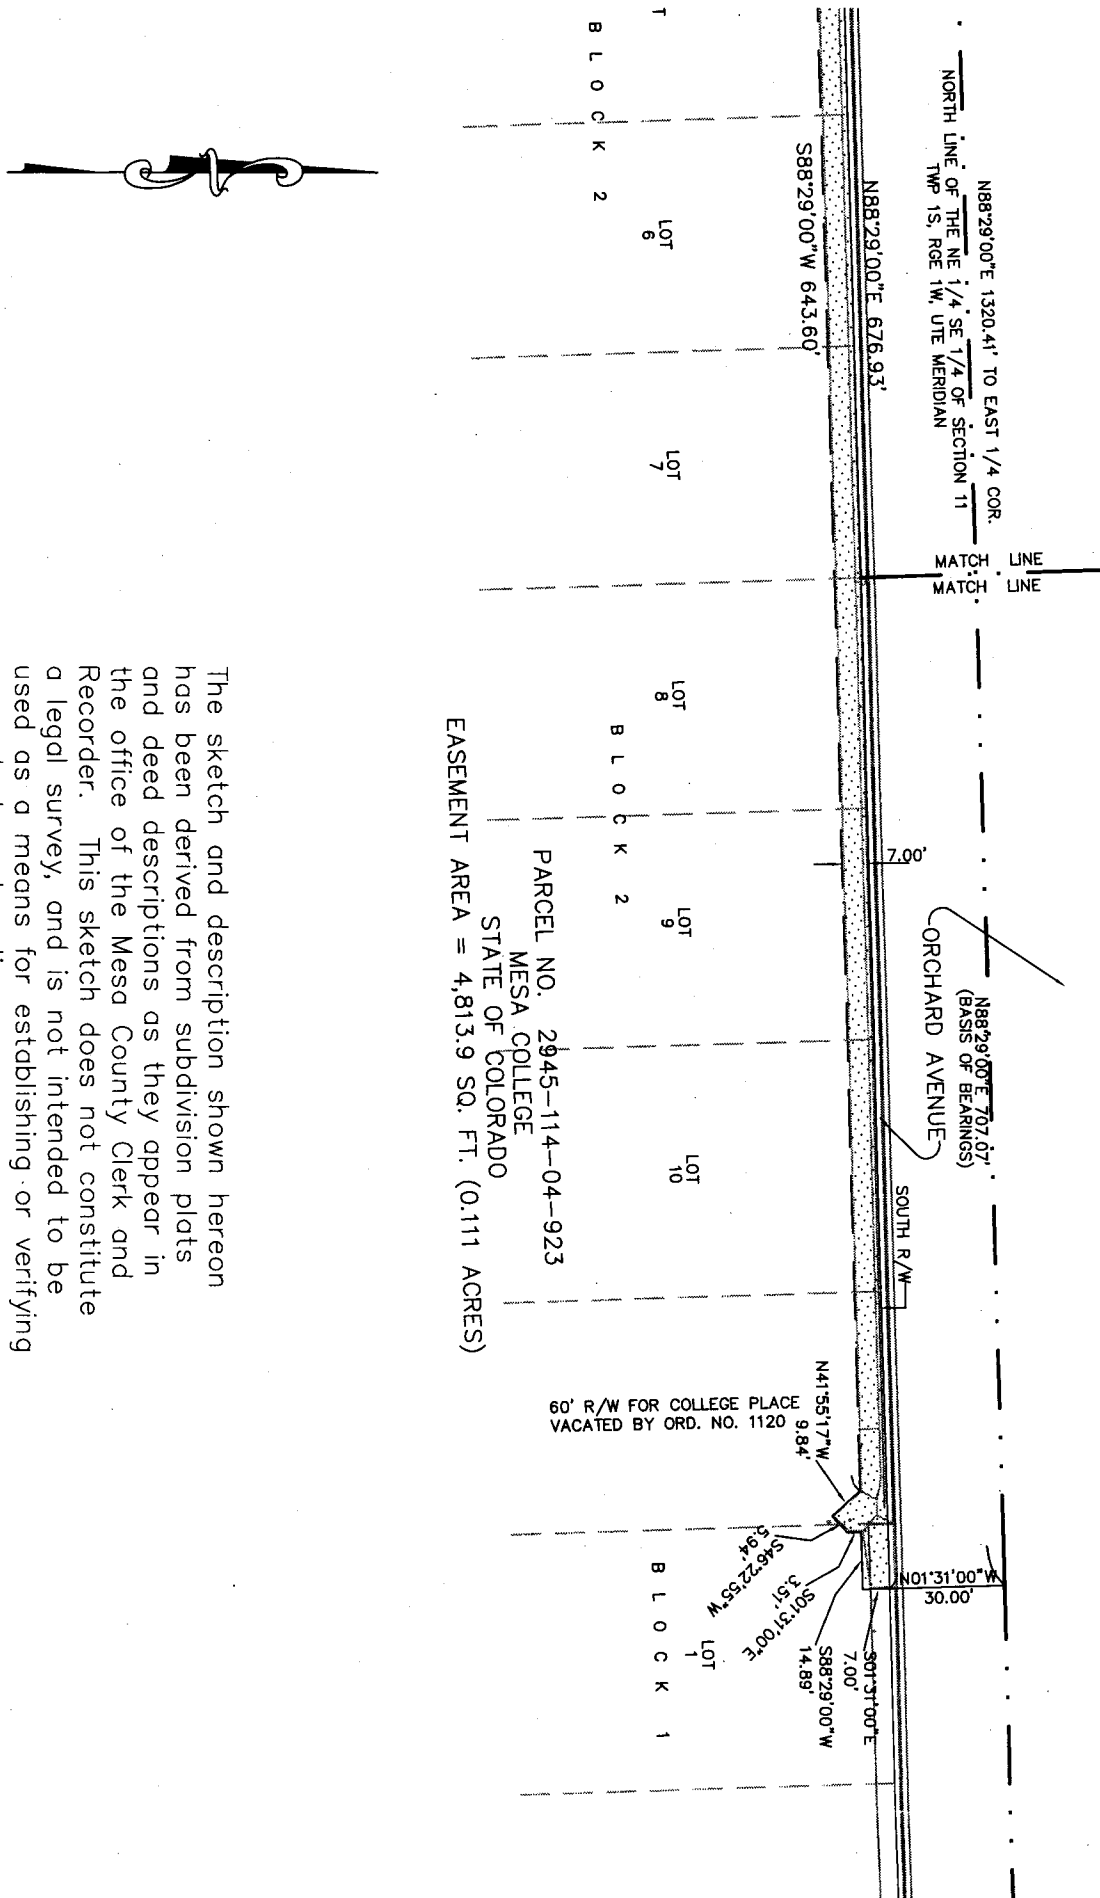 N88°29'00"E 1320.41' TO EAST 1/4 COR.
NORTH LINE OF THE NE 1/4 SE 1/4 OF SECTION 11
TWP 1S, RGE 1W, UTE MERIDIAN
MATCH LINE
MATCH LINE
N88°29'00"E 707.07'
(BASIS OF BEARINGS)
ORCHARD AVENUE
SOUTH R/W
N01°31'00"W
30.00'
N88°29'00"E 676.93'
S88°29'00"W 643.60'
7.00'
S01°31'00"E
7.00'
S88°29'00"W
14.89'
S01°31'00"E
3.51'
S46°22'55"W
5.94'
N41°55'17"W
9.84'
T
BLOCK 2
LOT
6
LOT
7
LOT
8
BLOCK 2
LOT
9
LOT
10
60' R/W FOR COLLEGE PLACE
VACATED BY ORD. NO. 1120
LOT
1
BLOCK 1
PARCEL NO. 2945-114-04-923
MESA COLLEGE
STATE OF COLORADO
EASEMENT AREA = 4,813.9 SQ. FT. (0.111 ACRES)
The sketch and description shown hereon
has been derived from subdivision plats
and deed descriptions as they appear in
the office of the Mesa County Clerk and
Recorder. This sketch does not constitute
a legal survey, and is not intended to be
used as a means for establishing or verifying